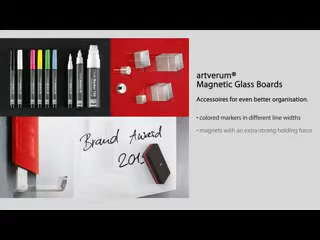 artverum®
Magnetic Glass Boards
Accessoires for even better organisation.
• colored markers in different line widths
• magnets with an extra-strong holding force
Brand Award
2015